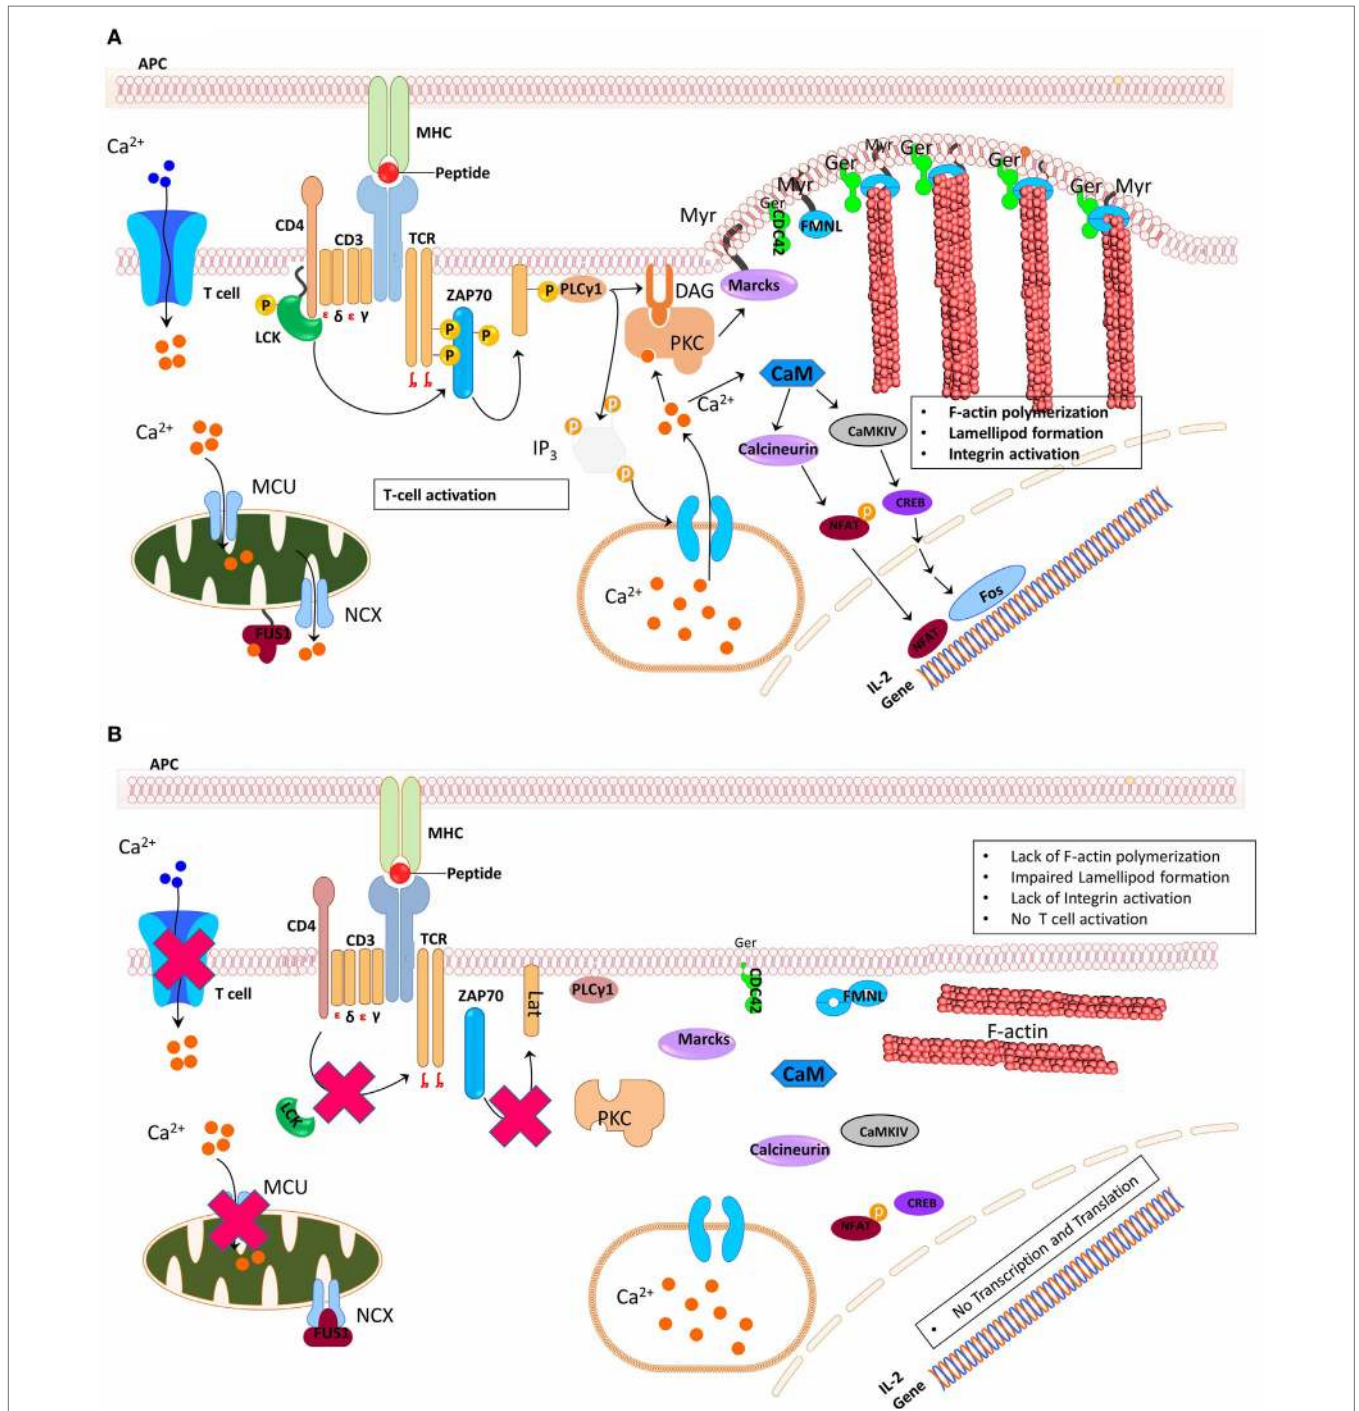 A
APC
Ca2+
MHC
Peptide
CD4
CD3
TCR
T cell
LCK
P
ε δ ε γ
ζ ζ
ZAP70
P
P
P
P
PLCγ1
DAG
PKC
Myr
Marcks
Myr
Ger
CDC42
FMNL
Ger
Myr
Ger
Ger
Ger
Myr
Ca2+
CaM
Calcineurin
CaMKIV
• F-actin polymerization
• Lamellipod formation
• Integrin activation
IP3
P
P
P
T-cell activation
Ca2+
MCU
NCX
FUS1
Ca2+
NFAT
P
CREB
Fos
NFAT
IL-2
Gene
B
APC
Ca2+
MHC
Peptide
CD4
CD3
TCR
T cell
ε δ ε γ
ζ ζ
ZAP70
Lat
PLCγ1
Ger
CDC42
FMNL
• Lack of F-actin polymerization
• Impaired Lamellipod formation
• Lack of Integrin activation
• No T cell activation
F-actin
Marcks
CaM
LCK
PKC
Calcineurin
CaMKIV
Ca2+
MCU
NCX
FUS1
Ca2+
NFAT
P
CREB
• No Transcription and Translation
IL-2
Gene